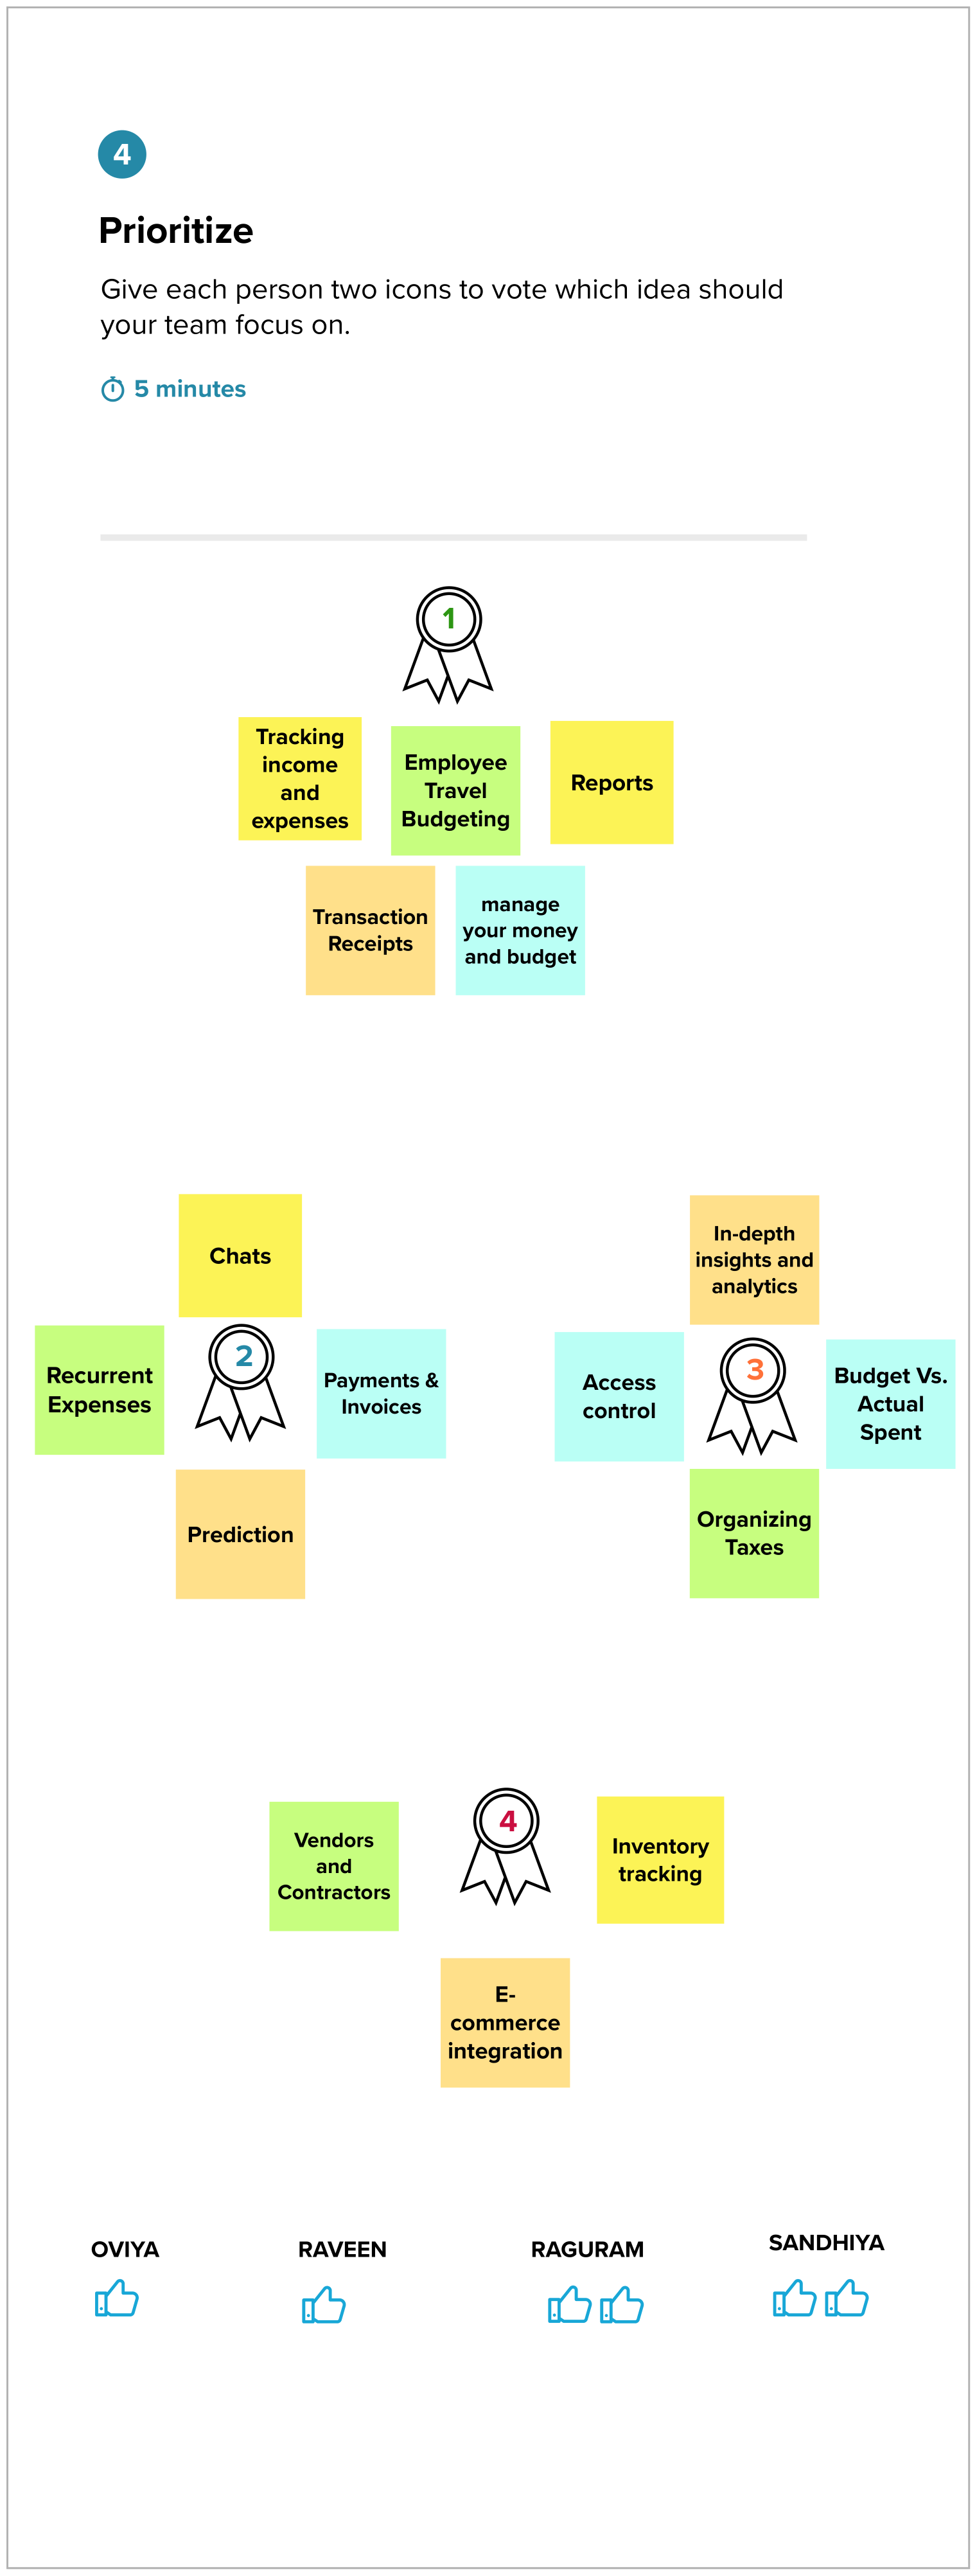 4
Prioritize
Give each person two icons to vote which idea should
your team focus on.
5 minutes
1
Tracking
income
and
expenses
Employee
Travel
Budgeting
Reports
Transaction
Receipts
manage
your money
and budget
Chats
Recurrent
Expenses
2
Payments &
Invoices
Prediction
In-depth
insights and
analytics
Access
control
3
Budget Vs.
Actual
Spent
Organizing
Taxes
Vendors
and
Contractors
4
Inventory
tracking
E-
commerce
integration
OVIYA
RAVEEN
RAGURAM
SANDHIYA